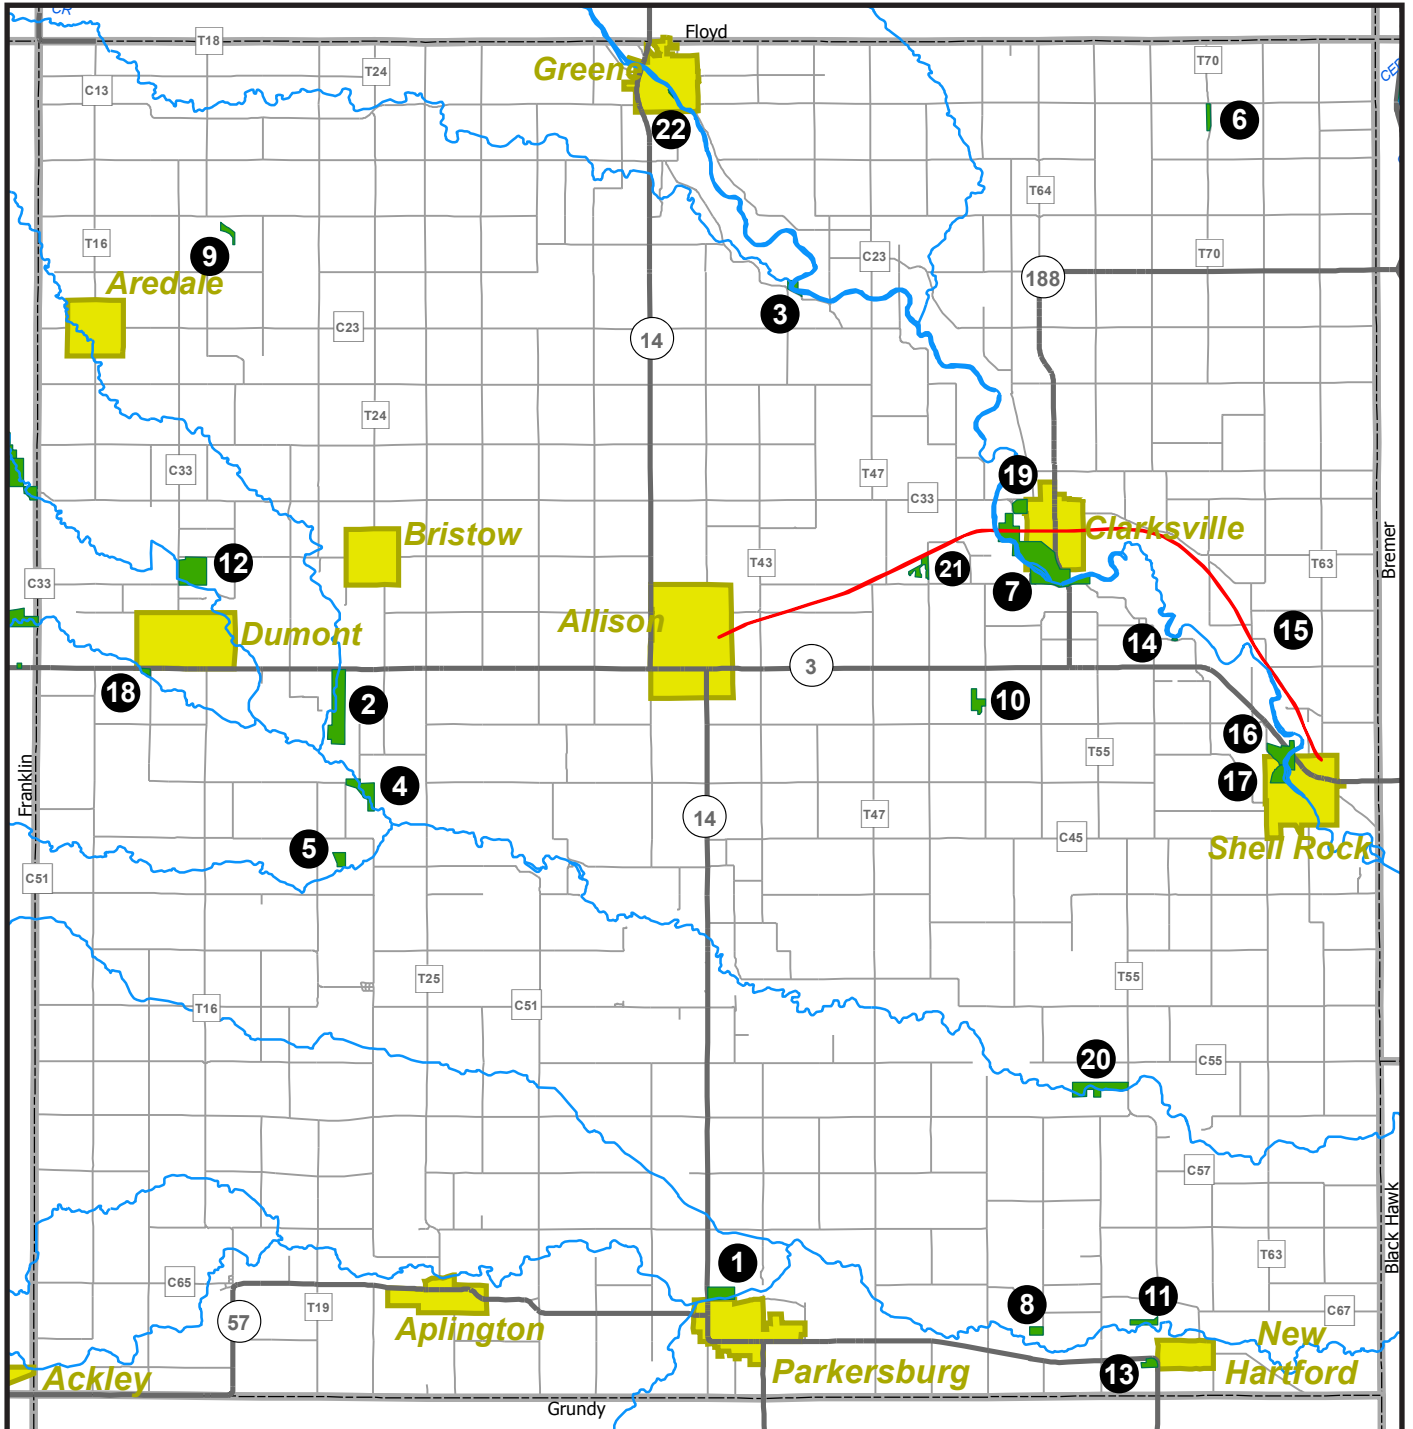 CR
Floyd
T18
T24
Greene
T70
CED
C13
6
22
T64
T16
9
C23
T70
Aredale
188
3
C23
14
T24
C33
T47
19
C33
Bristow
Clarksville
Bremer
12
T43
21
T63
C33
7
Allison
Dumont
14
15
3
18
2
10
16
T55
Franklin
4
17
14
T47
C45
5
Shell Rock
C51
T25
T55
T16
C51
20
C55
C57
Black Hawk
T63
1
C65
T19
8
11
C67
57
Aplington
New
Hartford
Ackley
Parkersburg
13
Grundy